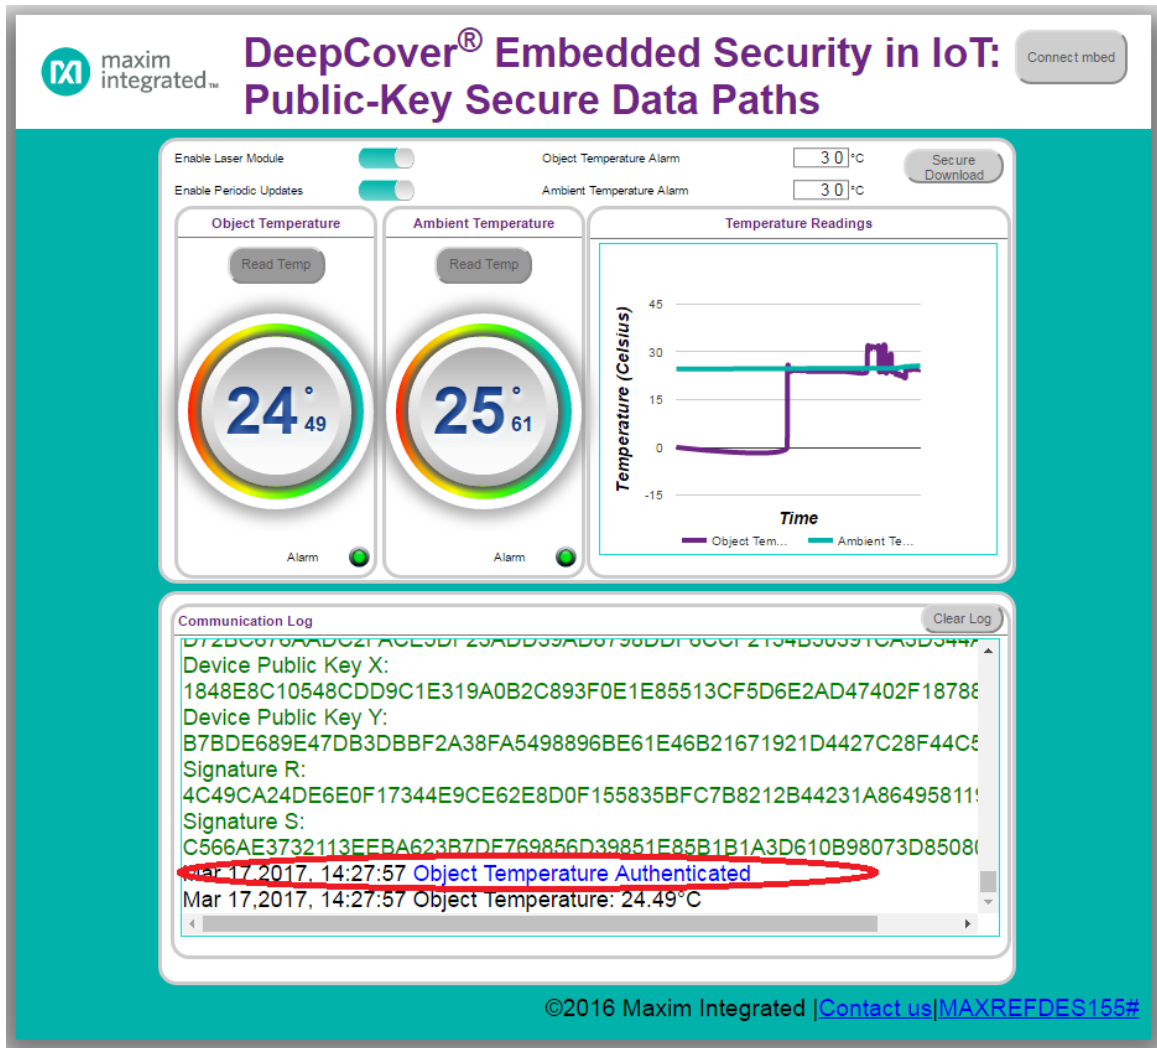 maxim
integrated™
DeepCover® Embedded Security in IoT:
Public-Key Secure Data Paths
Connect mbed
Enable Laser Module
Object Temperature Alarm
30 °C
Secure
Download
Enable Periodic Updates
Ambient Temperature Alarm
30 °C
Object Temperature
Read Temp
24°49
Alarm
Ambient Temperature
Read Temp
25°61
Alarm
Temperature Readings
Temperature (Celsius)
45
30
15
0
-15
Time
Object Tem...
Ambient Te...
Communication Log
Clear Log
Device Public Key X:
1848E8C10548CDD9C1E319A0B2C893F0E1E85513CF5D6E2AD47402F18788
Device Public Key Y:
B7BDE689E47DB3DBBF2A38FA5498896BE61E46B21671921D4427C28F44C5
Signature R:
4C49CA24DE6E0F17344E9CE62E8D0F155835BFC7B8212B44231A86495811
Signature S:
C566AE3732113EEBA623B7DF769856D39851E85B1B1A3D610B98073D8508
Mar 17,2017, 14:27:57 Object Temperature Authenticated
Mar 17,2017, 14:27:57 Object Temperature: 24.49°C
©2016 Maxim Integrated |Contact us|MAXREFDES155#